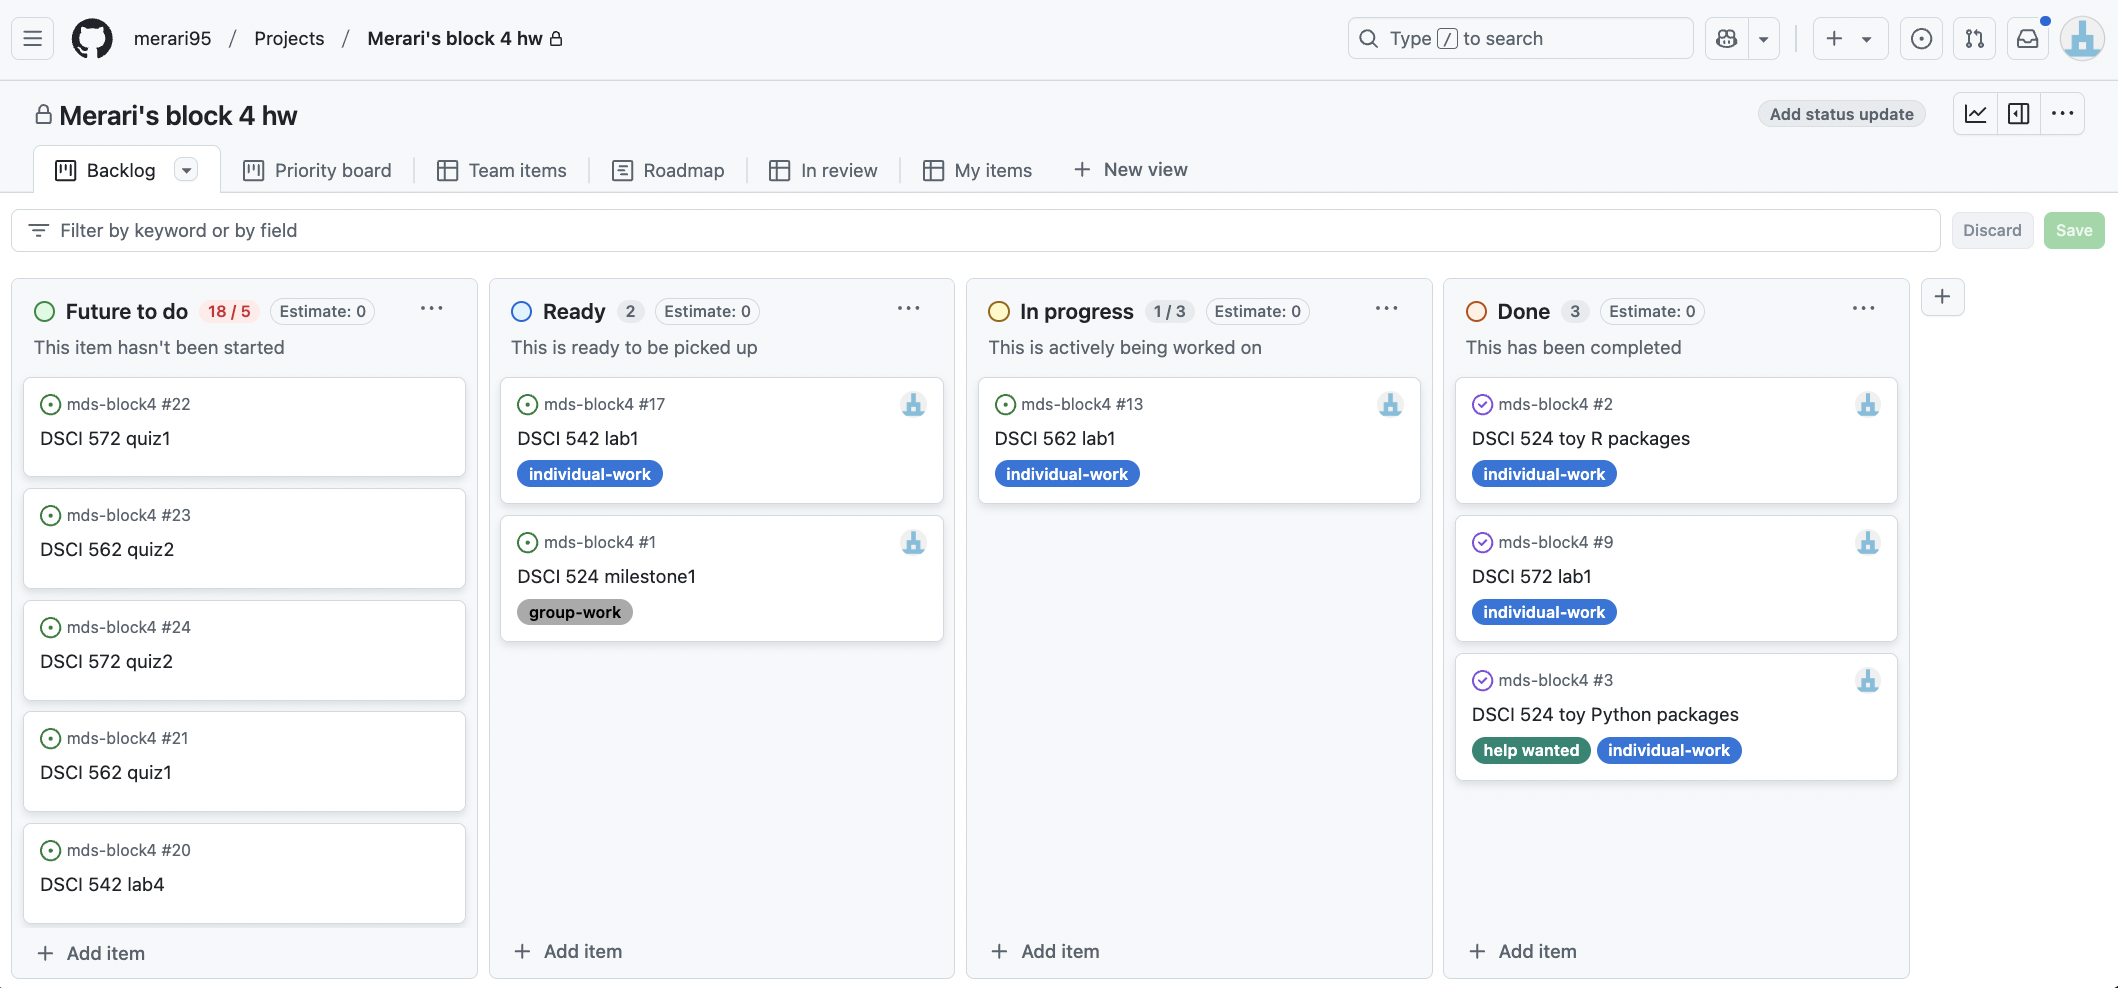 merari95 / Projects / Merari's block 4 hw
Type / to search
Merari's block 4 hw
Add status update
Backlog
Priority board
Team items
Roadmap
In review
My items
New view
Filter by keyword or by field
Discard
Save
Future to do 18 / 5 Estimate: 0
This item hasn't been started
mds-block4 #22
DSCI 572 quiz1
mds-block4 #23
DSCI 562 quiz2
mds-block4 #24
DSCI 572 quiz2
mds-block4 #21
DSCI 562 quiz1
mds-block4 #20
DSCI 542 lab4
Add item
Ready 2 Estimate: 0
This is ready to be picked up
mds-block4 #17
DSCI 542 lab1
individual-work
mds-block4 #1
DSCI 524 milestone1
group-work
Add item
In progress 1 / 3 Estimate: 0
This is actively being worked on
mds-block4 #13
DSCI 562 lab1
individual-work
Add item
Done 3 Estimate: 0
This has been completed
mds-block4 #2
DSCI 524 toy R packages
individual-work
mds-block4 #9
DSCI 572 lab1
individual-work
mds-block4 #3
DSCI 524 toy Python packages
help wanted individual-work
Add item